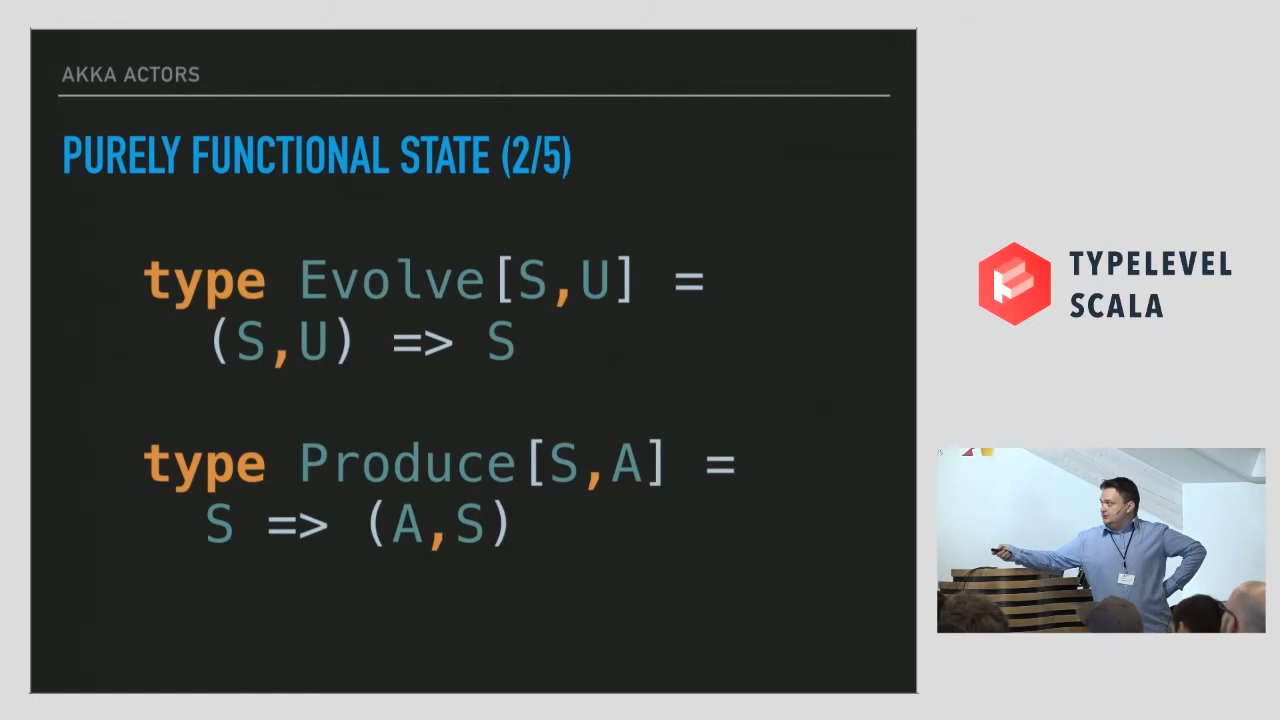 AKKA ACTORS
PURELY FUNCTIONAL STATE (2/5)
type Evolve[S,U] =
(S,U) => S
type Produce[S,A] =
S => (A,S)
TYPELEVEL
SCALA